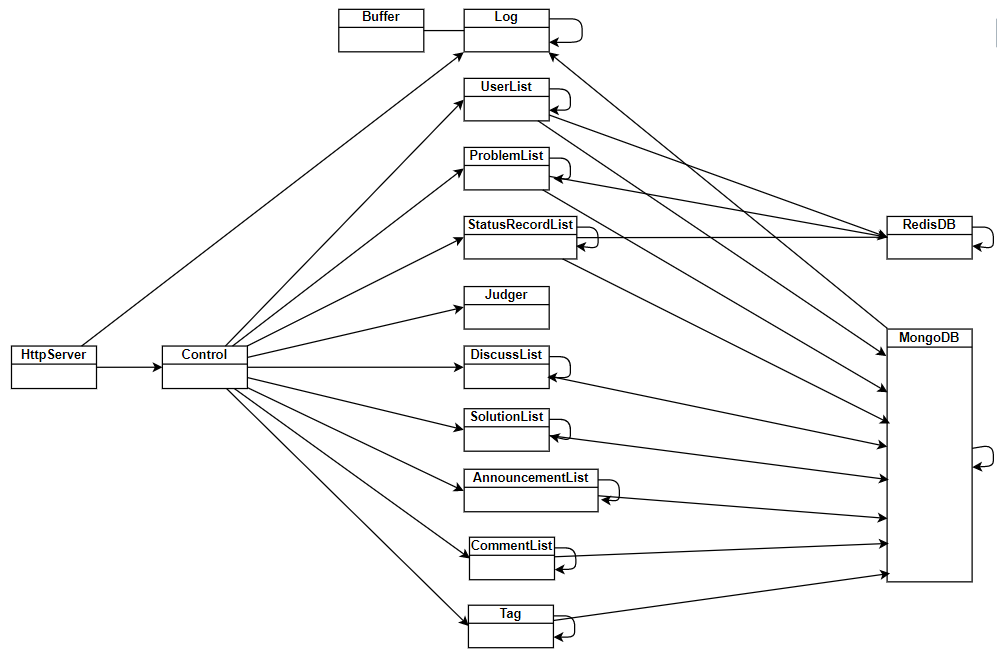 Buffer
Log
UserList
ProblemList
StatusRecordList
RedisDB
Judger
HttpServer
Control
DiscussList
MongoDB
SolutionList
AnnouncementList
CommentList
Tag